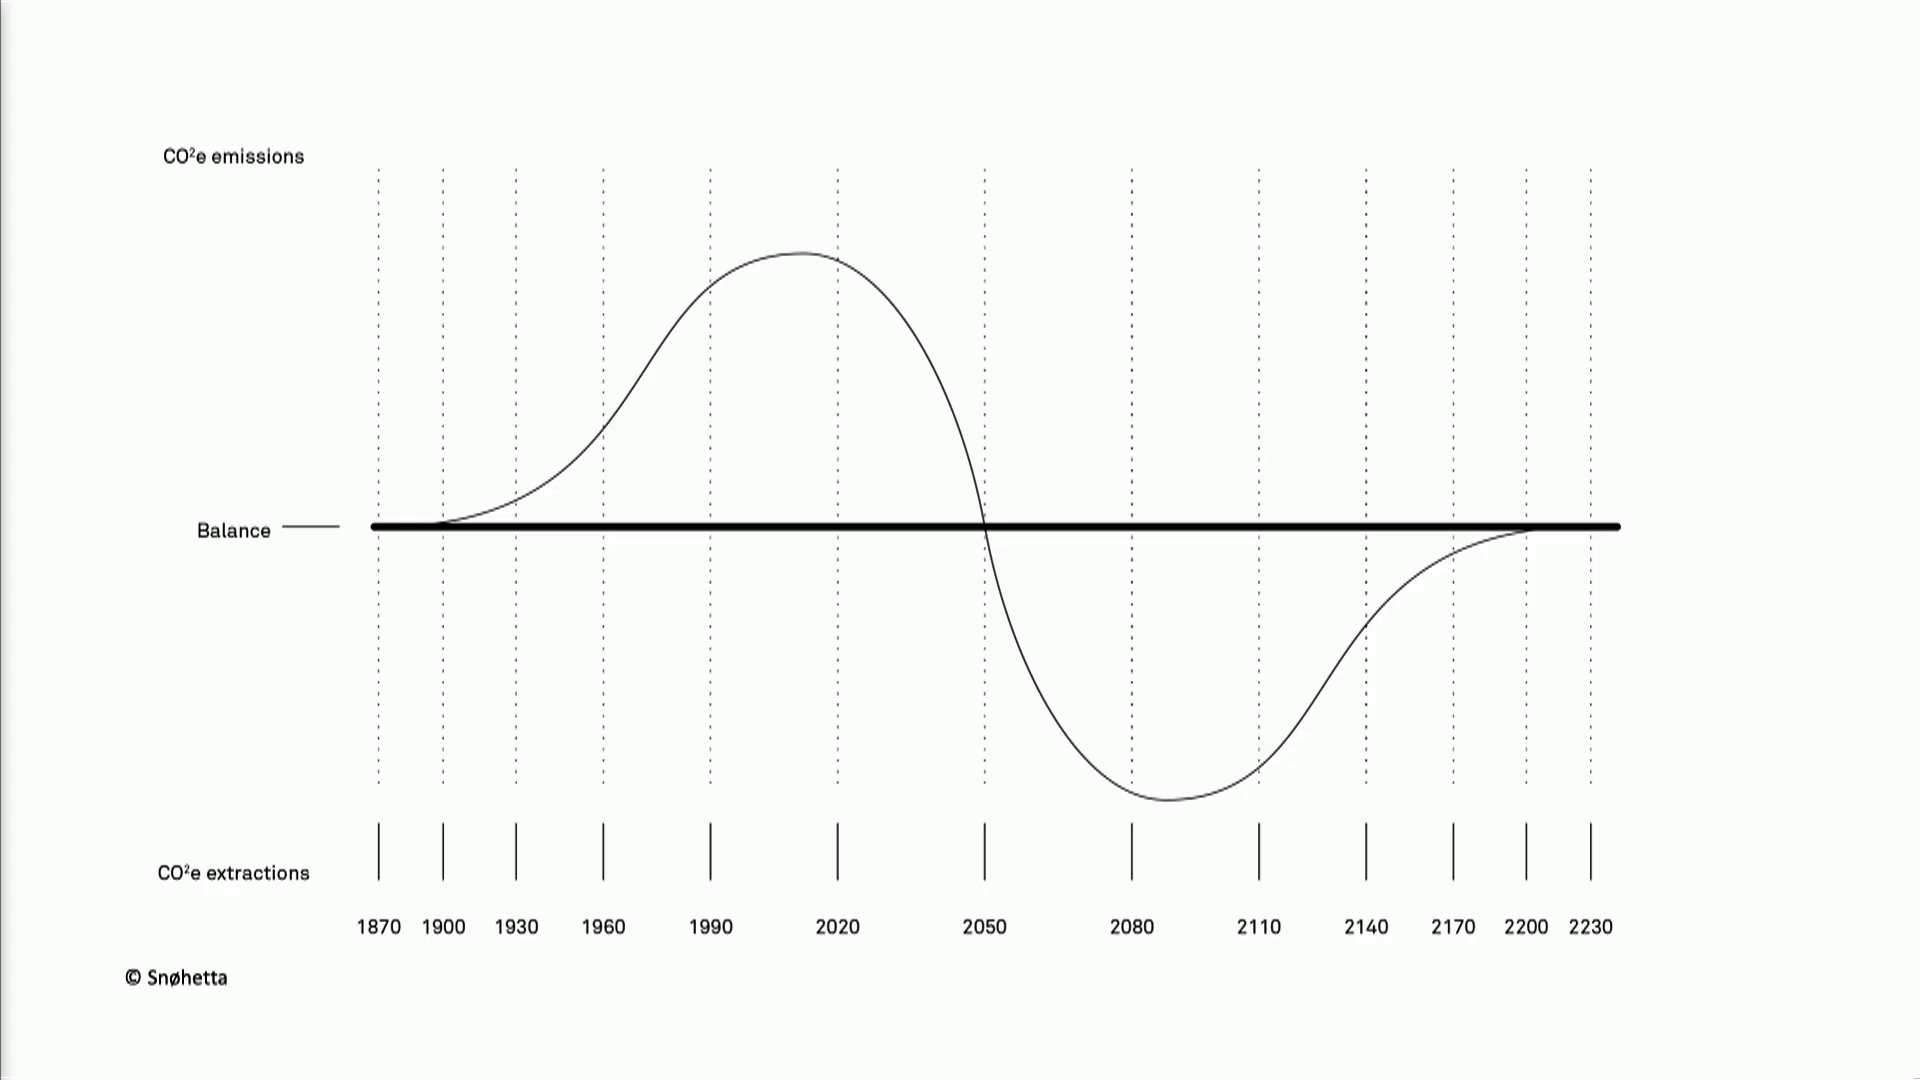 CO²e emissions
Balance
CO²e extractions
1870 1900 1930 1960 1990 2020 2050 2080 2110 2140 2170 2200 2230
© Snøhetta